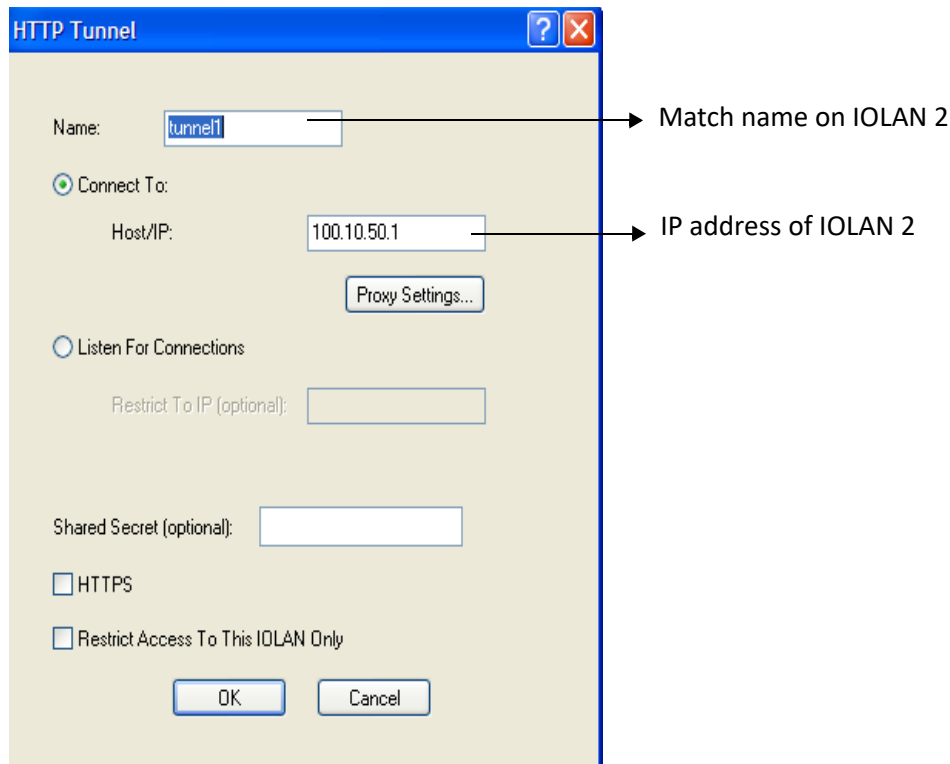 HTTP Tunnel
Name: tunnel1 Match name on IOLAN 2
Connect To:
Host/IP: 100.10.50.1 IP address of IOLAN 2
Proxy Settings...
Listen For Connections
Restrict To IP (optional):
Shared Secret (optional):
HTTPS
Restrict Access To This IOLAN Only
OK Cancel